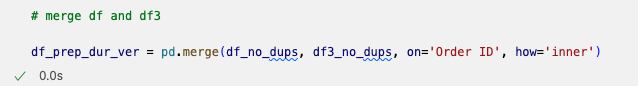 # merge df and df3
df_prep_dur_ver = pd.merge(df_no_dups, df3_no_dups, on='Order ID', how='inner')
✓ 0.0s